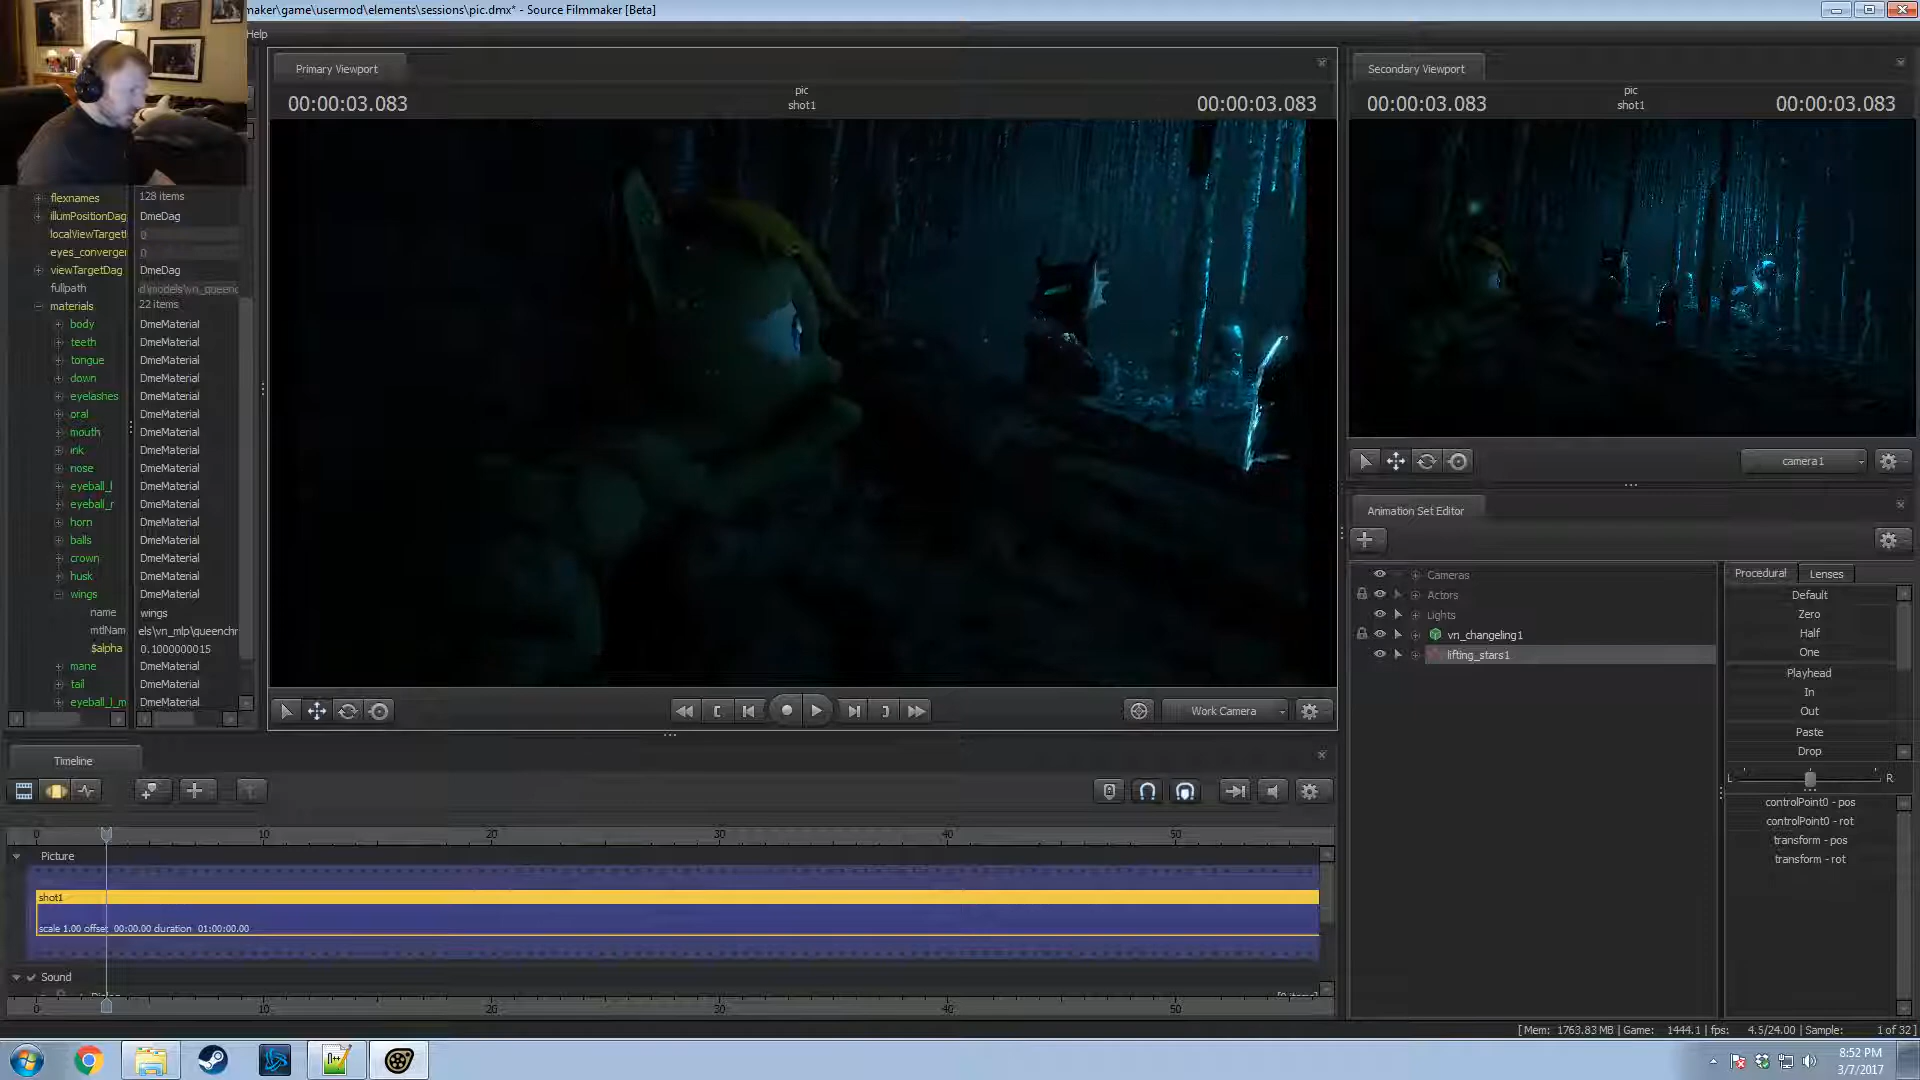 maker\game\usermod\elements\sessions\pic.dmx* - Source Filmmaker [Beta]
Help
Primary Viewport
00:00:03.083
pic
shot1
00:00:03.083
Secondary Viewport
00:00:03.083
pic
shot1
00:00:03.083
flexnames 128 items
illumPositionDag DmeDag
localViewTargetI 0
eyes_converger 0
viewTargetDag DmeDag
fullpath d\models\vn_queenc
materials 22 items
body DmeMaterial
teeth DmeMaterial
tongue DmeMaterial
down DmeMaterial
eyelashes DmeMaterial
oral DmeMaterial
mouth DmeMaterial
ink DmeMaterial
nose DmeMaterial
eyeball_l DmeMaterial
eyeball_r DmeMaterial
horn DmeMaterial
balls DmeMaterial
crown DmeMaterial
husk DmeMaterial
wings DmeMaterial
name wings
mtlNam els\vn_mlp\queenchr
$alpha 0.1000000015
mane DmeMaterial
tail DmeMaterial
eyeball_l_m DmeMaterial
Work Camera
camera1
Animation Set Editor
Cameras
Actors
Lights
vn_changeling1
lifting_stars1
Procedural Lenses
Default
Zero
Half
One
Playhead
In
Out
Paste
Drop
L R
controlPoint0 - pos
controlPoint0 - rot
transform - pos
transform - rot
Timeline
0 10 20 30 40 50
Picture
shot1
scale 1.00 offset 00:00.00 duration 01:00:00.00
Sound
0 10 20 30 40 50
[ Mem: 1763.83 MB | Game: 1444.1 | fps: 4.5/24.00 | Sample: 1 of 32 ]
8:52 PM
3/7/2017